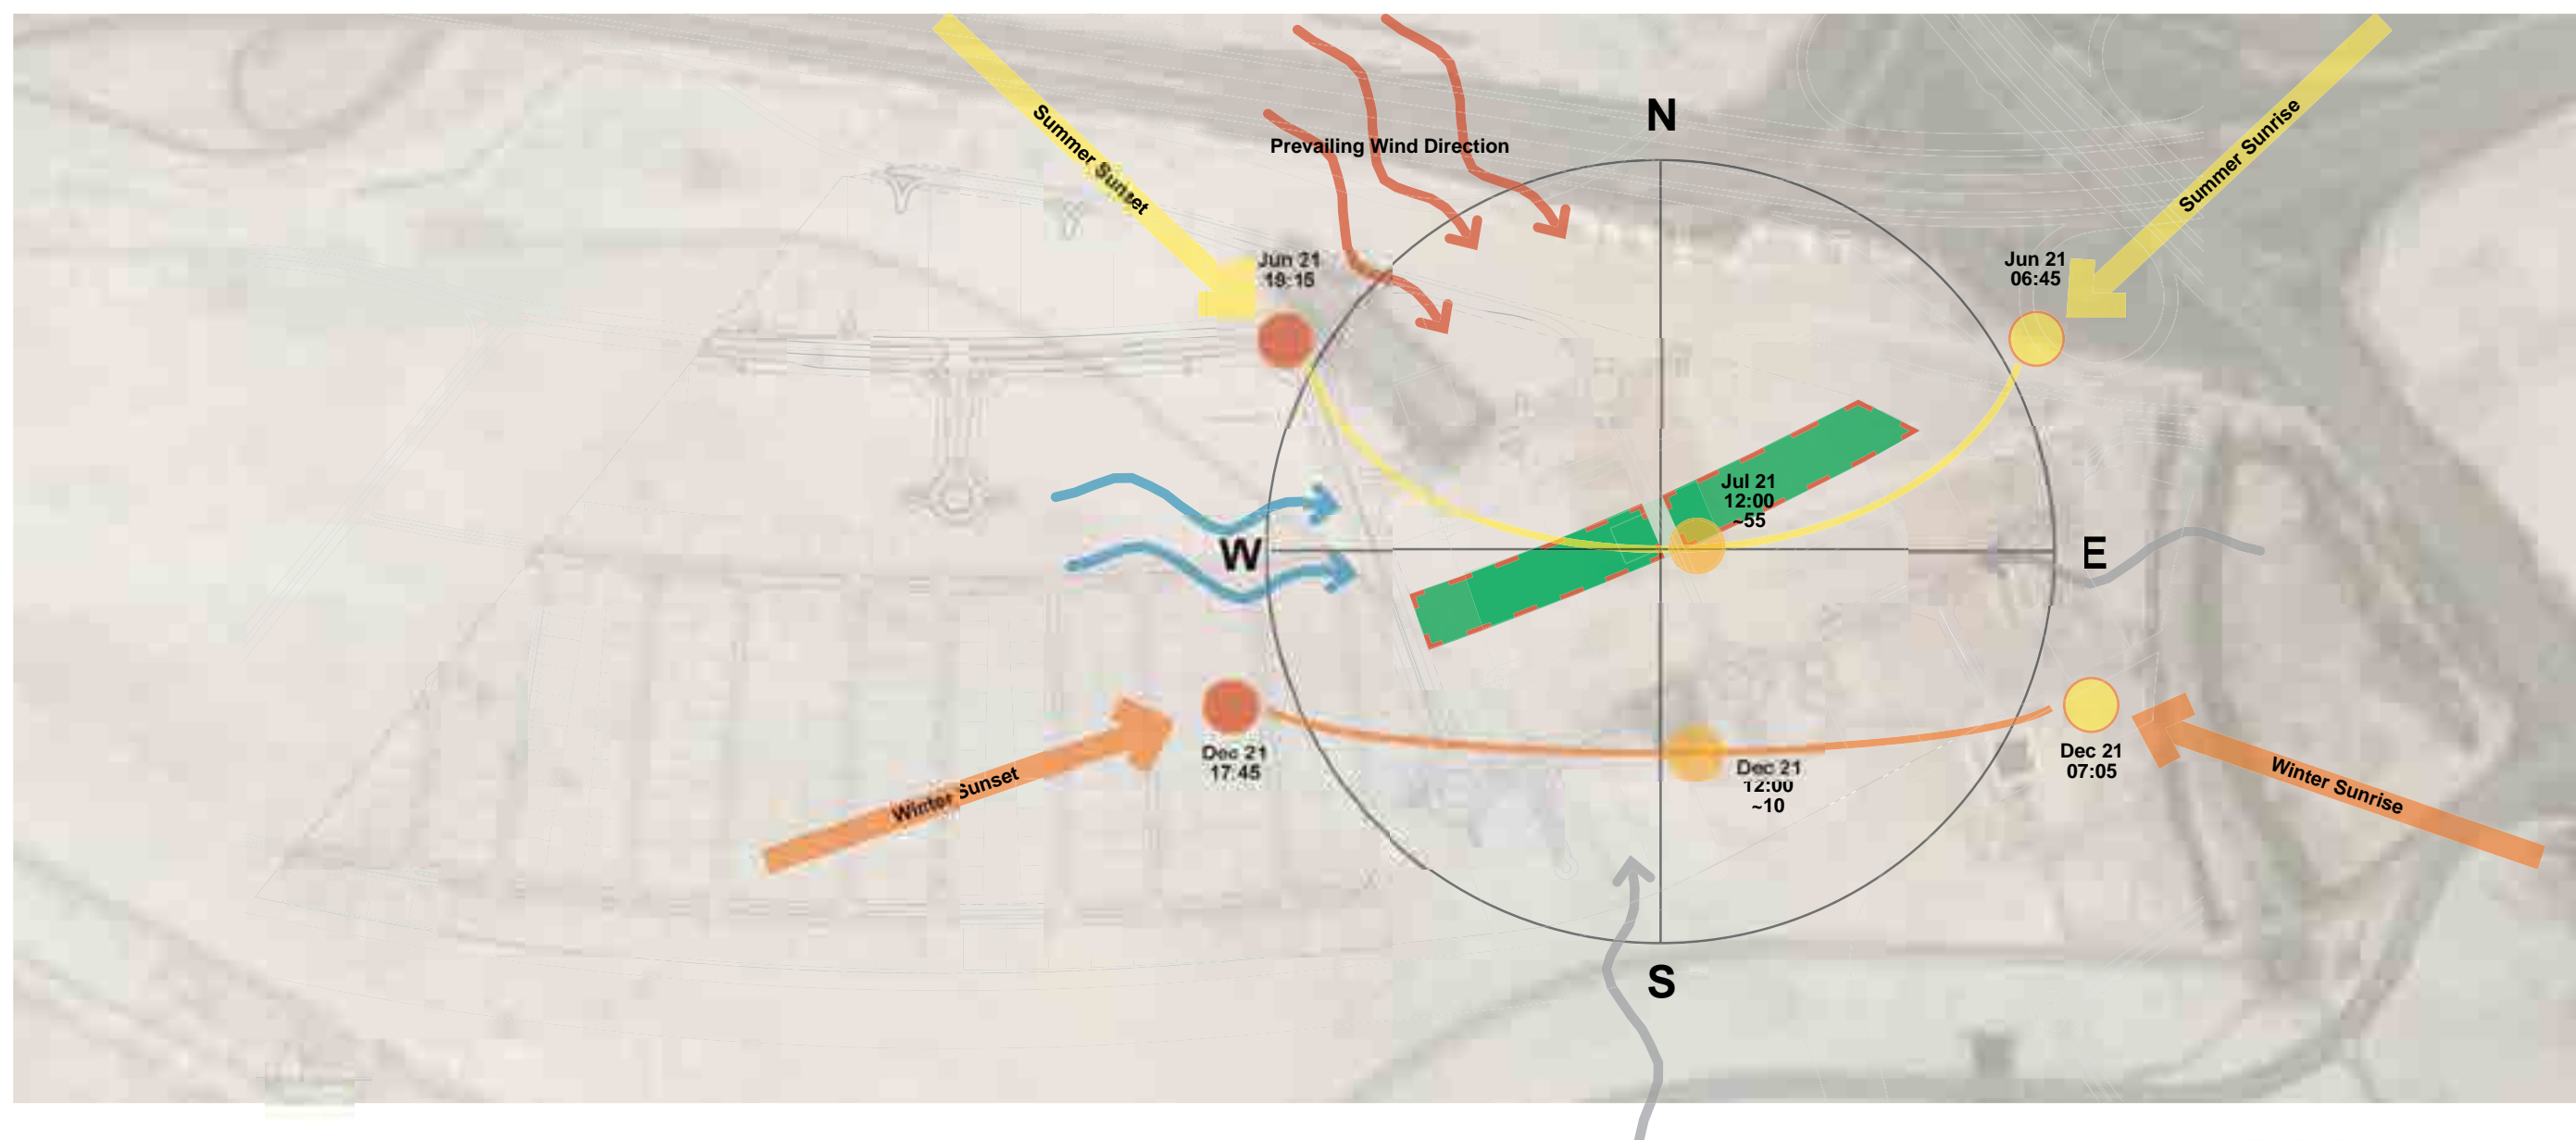 N
Summer Sunset
Prevailing Wind Direction
Summer Sunrise
Jun 21
19:15
Jun 21
06:45
Jul 21
12:00
~55
W
E
Dec 21
17:45
Dec 21
12:00
~10
Dec 21
07:05
Winter Sunset
Winter Sunrise
S